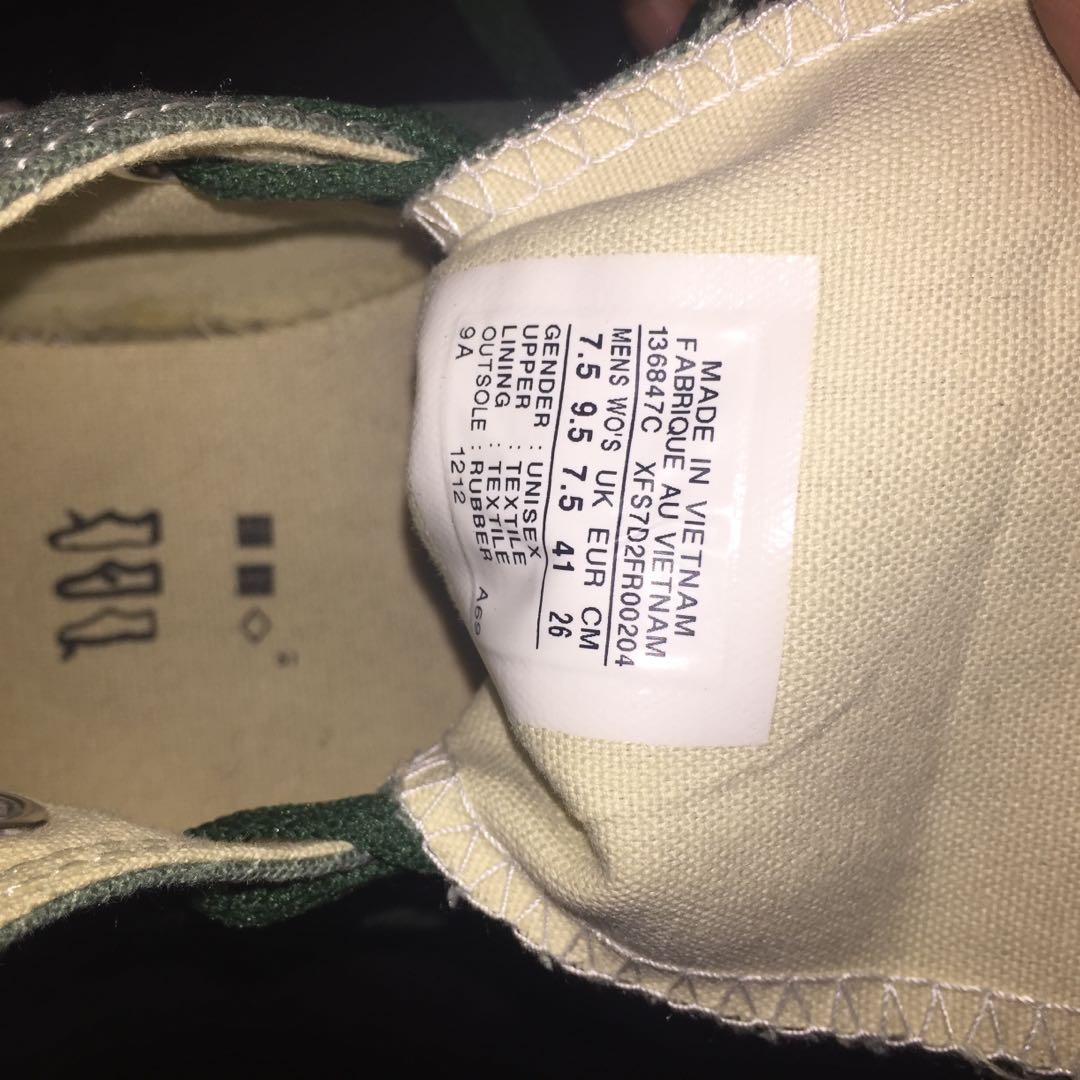 MADE IN VIETNAM
FABRIQUE AU VIETNAM
136847C XFS7D2FR00204
MENS WO'S UK EUR CM
7.5 9.5 7.5 41 26
GENDER : UNISEX
UPPER : TEXTILE
LINING : TEXTILE
OUTSOLE : RUBBER A69
9A 1212